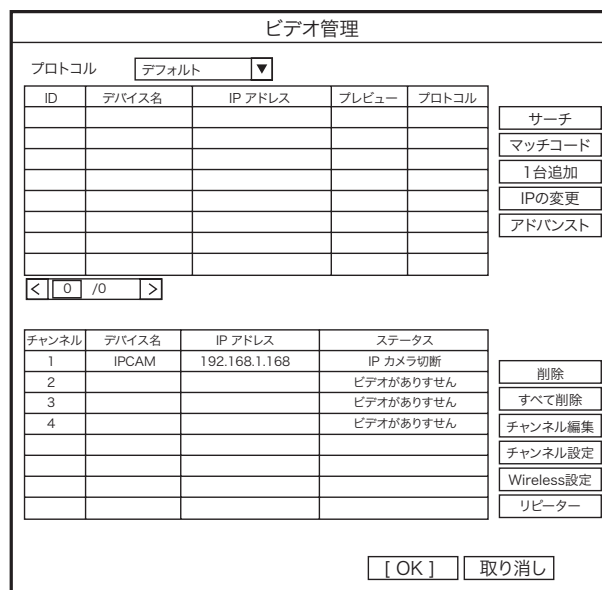 ビデオ管理
プロトコル デフォルト ▼
ID デバイス名 IP アドレス プレビュー プロトコル
サーチ
マッチコード
1台追加
IPの変更
アドバンスト
< 0 /0 >
チャンネル デバイス名 IP アドレス ステータス
1 IPCAM 192.168.1.168 IP カメラ切断
2 ビデオがありすせん
3 ビデオがありすせん
4 ビデオがありすせん
削除
すべて削除
チャンネル編集
チャンネル設定
Wireless設定
リピーター
[ OK ] 取り消し